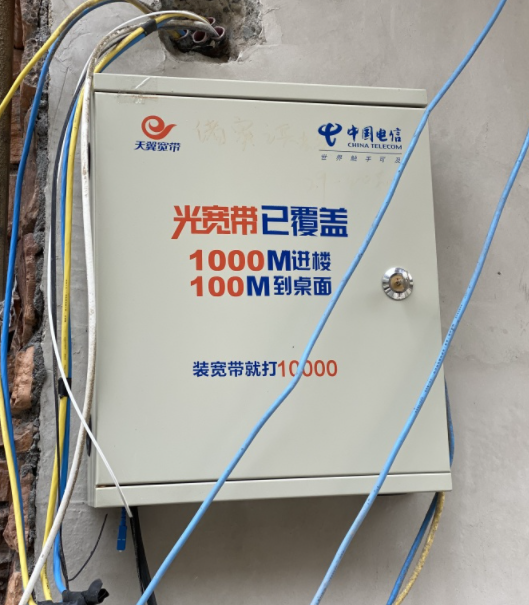 天翼宽带
中国电信
CHINA TELECOM
世界触手可及
光宽带已覆盖
1000M进楼
100M到桌面
装宽带就打10000